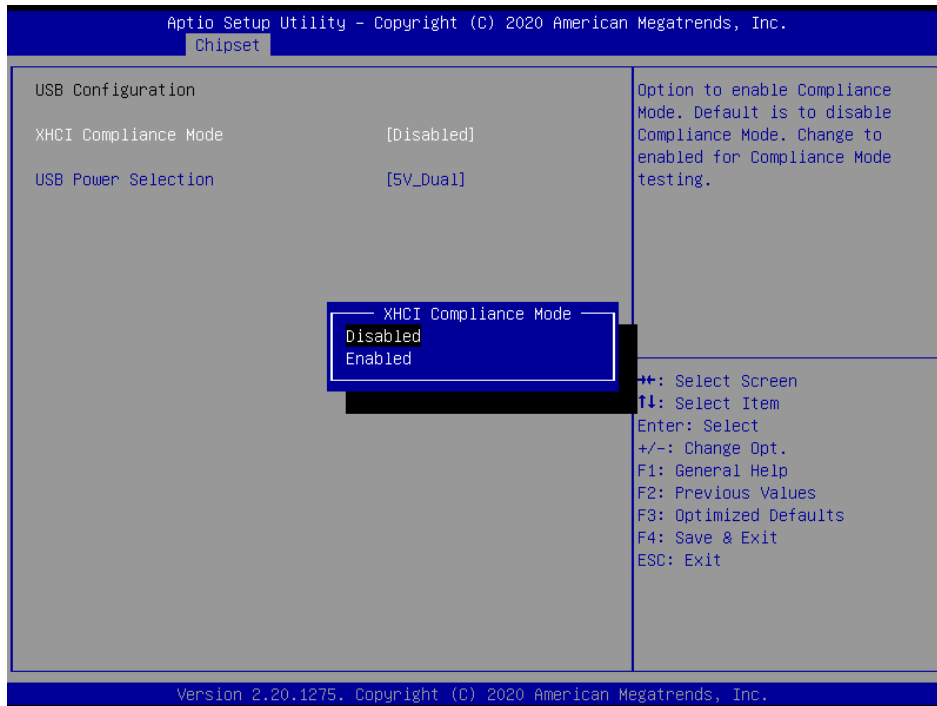 Aptio Setup Utility – Copyright (C) 2020 American Megatrends, Inc.
Chipset
USB Configuration
XHCI Compliance Mode [Disabled]
USB Power Selection [5V_Dual]
Option to enable Compliance
Mode. Default is to disable
Compliance Mode. Change to
enabled for Compliance Mode
testing.
XHCI Compliance Mode
Disabled
Enabled
→←: Select Screen
↑↓: Select Item
Enter: Select
+/-: Change Opt.
F1: General Help
F2: Previous Values
F3: Optimized Defaults
F4: Save & Exit
ESC: Exit
Version 2.20.1275. Copyright (C) 2020 American Megatrends, Inc.